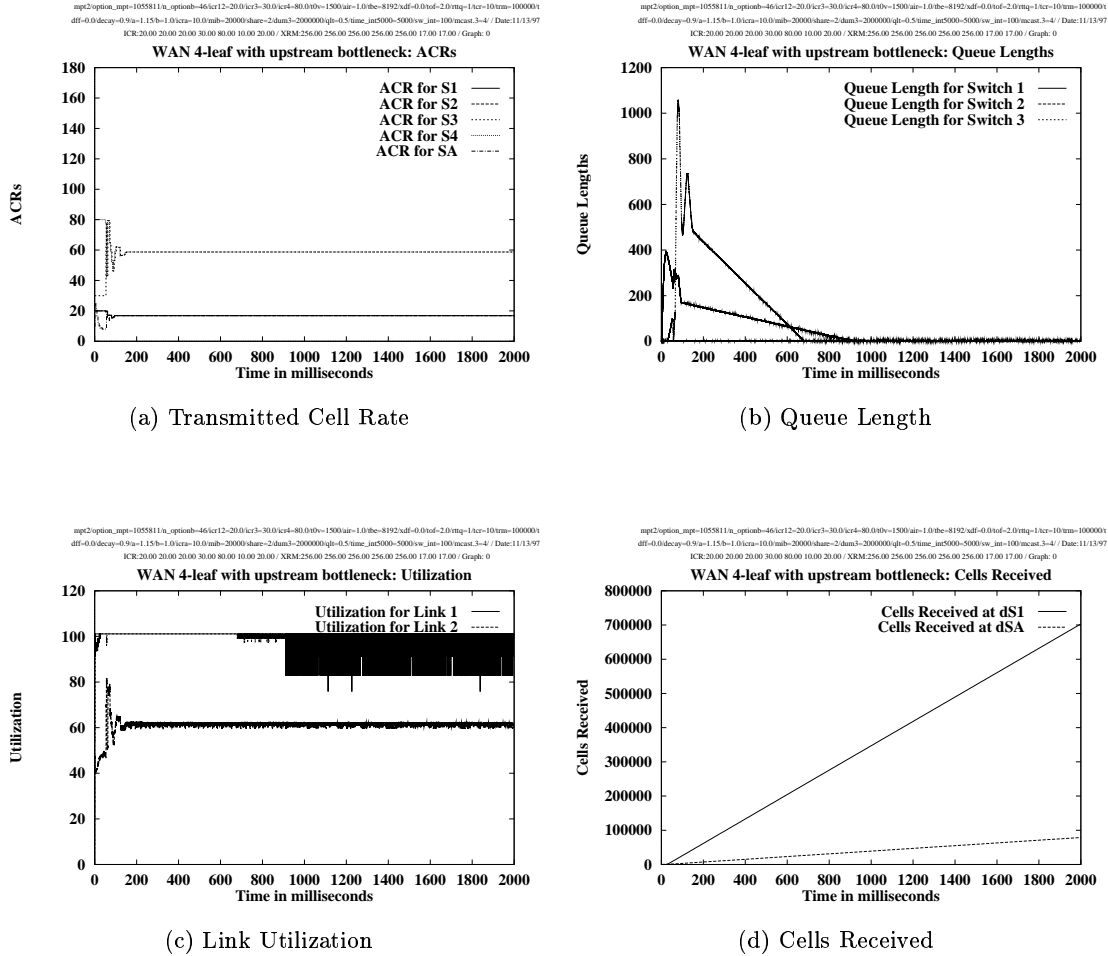 mpt2/option_mpt=1055811/n_optionb=46/icr12=20.0/icr3=30.0/icr4=80.0/t0v=1500/air=1.0/tbe=8192/xdf=0.0/tof=2.0/rttq=1/tcr=10/trm=100000/t
dff=0.0/decay=0.9/a=1.15/b=1.0/icra=10.0/mib=20000/share=2/dum3=2000000/qlt=0.5/time_int5000=5000/sw_int=100/mcast.3=4/ / Date:11/13/97
ICR:20.00 20.00 20.00 30.00 80.00 10.00 20.00 / XRM:256.00 256.00 256.00 256.00 256.00 17.00 17.00 / Graph: 0
WAN 4-leaf with upstream bottleneck: ACRs
180
160
140
120
100
80
60
40
20
0
ACRs
ACR for S1
ACR for S2
ACR for S3
ACR for S4
ACR for SA
0 200 400 600 800 1000 1200 1400 1600 1800 2000
Time in milliseconds
(a) Transmitted Cell Rate
mpt2/option_mpt=1055811/n_optionb=46/icr12=20.0/icr3=30.0/icr4=80.0/t0v=1500/air=1.0/tbe=8192/xdf=0.0/tof=2.0/rttq=1/tcr=10/trm=100000/t
dff=0.0/decay=0.9/a=1.15/b=1.0/icra=10.0/mib=20000/share=2/dum3=2000000/qlt=0.5/time_int5000=5000/sw_int=100/mcast.3=4/ / Date:11/13/97
ICR:20.00 20.00 20.00 30.00 80.00 10.00 20.00 / XRM:256.00 256.00 256.00 256.00 256.00 17.00 17.00 / Graph: 0
WAN 4-leaf with upstream bottleneck: Queue Lengths
1200
1000
800
600
400
200
0
Queue Lengths
Queue Length for Switch 1
Queue Length for Switch 2
Queue Length for Switch 3
0 200 400 600 800 1000 1200 1400 1600 1800 2000
Time in milliseconds
(b) Queue Length
mpt2/option_mpt=1055811/n_optionb=46/icr12=20.0/icr3=30.0/icr4=80.0/t0v=1500/air=1.0/tbe=8192/xdf=0.0/tof=2.0/rttq=1/tcr=10/trm=100000/t
dff=0.0/decay=0.9/a=1.15/b=1.0/icra=10.0/mib=20000/share=2/dum3=2000000/qlt=0.5/time_int5000=5000/sw_int=100/mcast.3=4/ / Date:11/13/97
ICR:20.00 20.00 20.00 30.00 80.00 10.00 20.00 / XRM:256.00 256.00 256.00 256.00 256.00 17.00 17.00 / Graph: 0
WAN 4-leaf with upstream bottleneck: Utilization
120
100
80
60
40
20
0
Utilization
Utilization for Link 1
Utilization for Link 2
0 200 400 600 800 1000 1200 1400 1600 1800 2000
Time in milliseconds
(c) Link Utilization
mpt2/option_mpt=1055811/n_optionb=46/icr12=20.0/icr3=30.0/icr4=80.0/t0v=1500/air=1.0/tbe=8192/xdf=0.0/tof=2.0/rttq=1/tcr=10/trm=100000/t
dff=0.0/decay=0.9/a=1.15/b=1.0/icra=10.0/mib=20000/share=2/dum3=2000000/qlt=0.5/time_int5000=5000/sw_int=100/mcast.3=4/ / Date:11/13/97
ICR:20.00 20.00 20.00 30.00 80.00 10.00 20.00 / XRM:256.00 256.00 256.00 256.00 256.00 17.00 17.00 / Graph: 0
WAN 4-leaf with upstream bottleneck: Cells Received
800000
700000
600000
500000
400000
300000
200000
100000
0
Cells Received
Cells Received at dS1
Cells Received at dSA
0 200 400 600 800 1000 1200 1400 1600 1800 2000
Time in milliseconds
(d) Cells Received